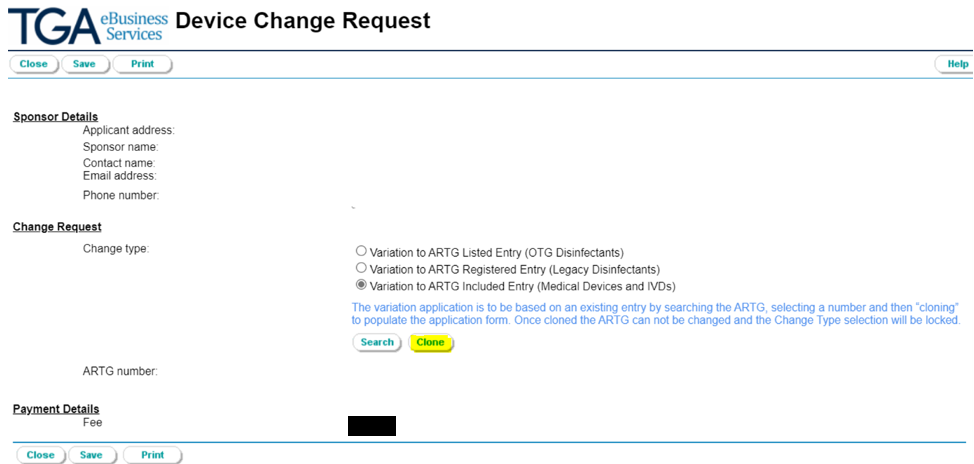 TGA eBusiness Services Device Change Request
Close Save Print Help
Sponsor Details
Applicant address:
Sponsor name:
Contact name:
Email address:
Phone number:
Change Request
Change type:
Variation to ARTG Listed Entry (OTG Disinfectants)
Variation to ARTG Registered Entry (Legacy Disinfectants)
Variation to ARTG Included Entry (Medical Devices and IVDs)
The variation application is to be based on an existing entry by searching the ARTG, selecting a number and then "cloning"
to populate the application form. Once cloned the ARTG can not be changed and the Change Type selection will be locked.
Search Clone
ARTG number:
Payment Details
Fee
Close Save Print